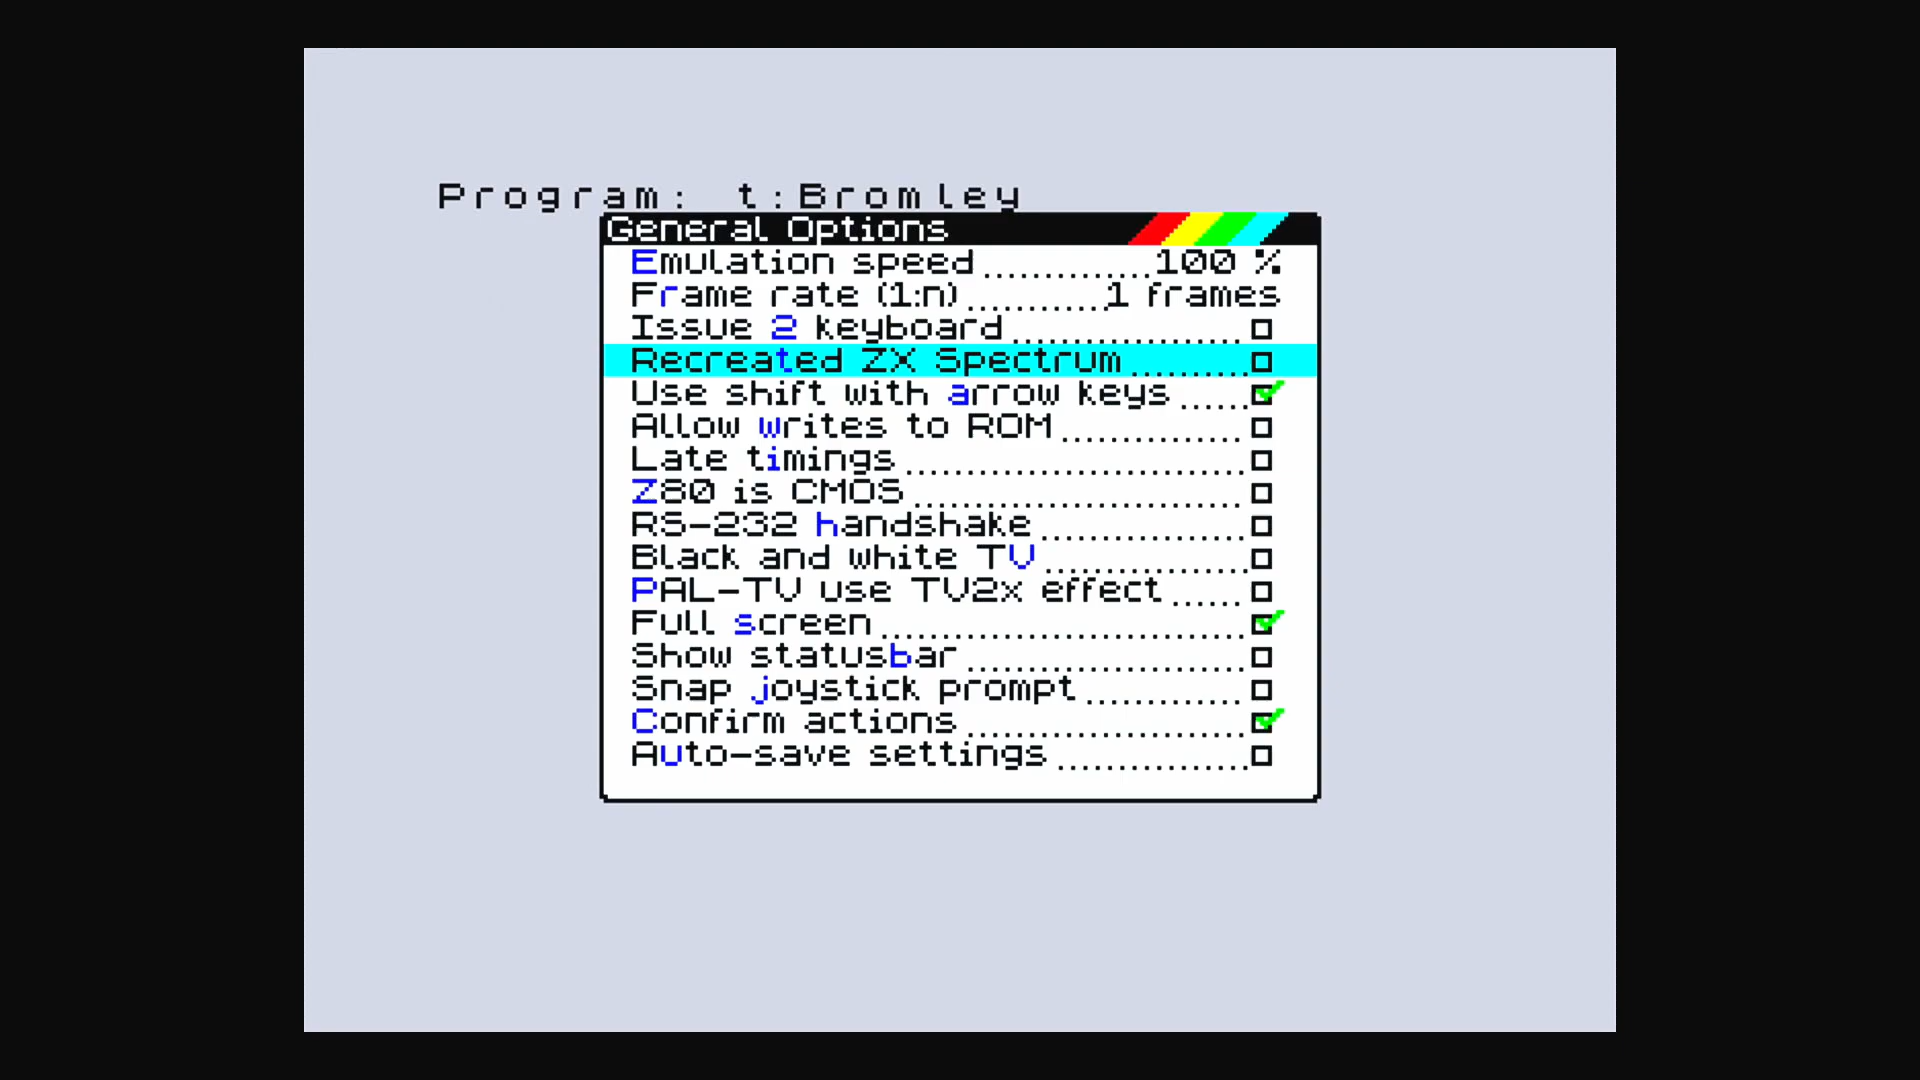 Program: t:Bromley
General Options
Emulation speed ..............100 %
Frame rate (1:n) ...........1 frames
Issue 2 keyboard ...................
Recreated ZX Spectrum ..........
Use shift with arrow keys ......
Allow writes to ROM ...............
Late timings ............................
Z80 is CMOS ...........................
RS-232 handshake .................
Black and white TV .................
PAL-TV use TV2x effect ......
Full screen ..............................
Show statusbar .......................
Snap joystick prompt .............
Confirm actions .......................
Auto-save settings ................